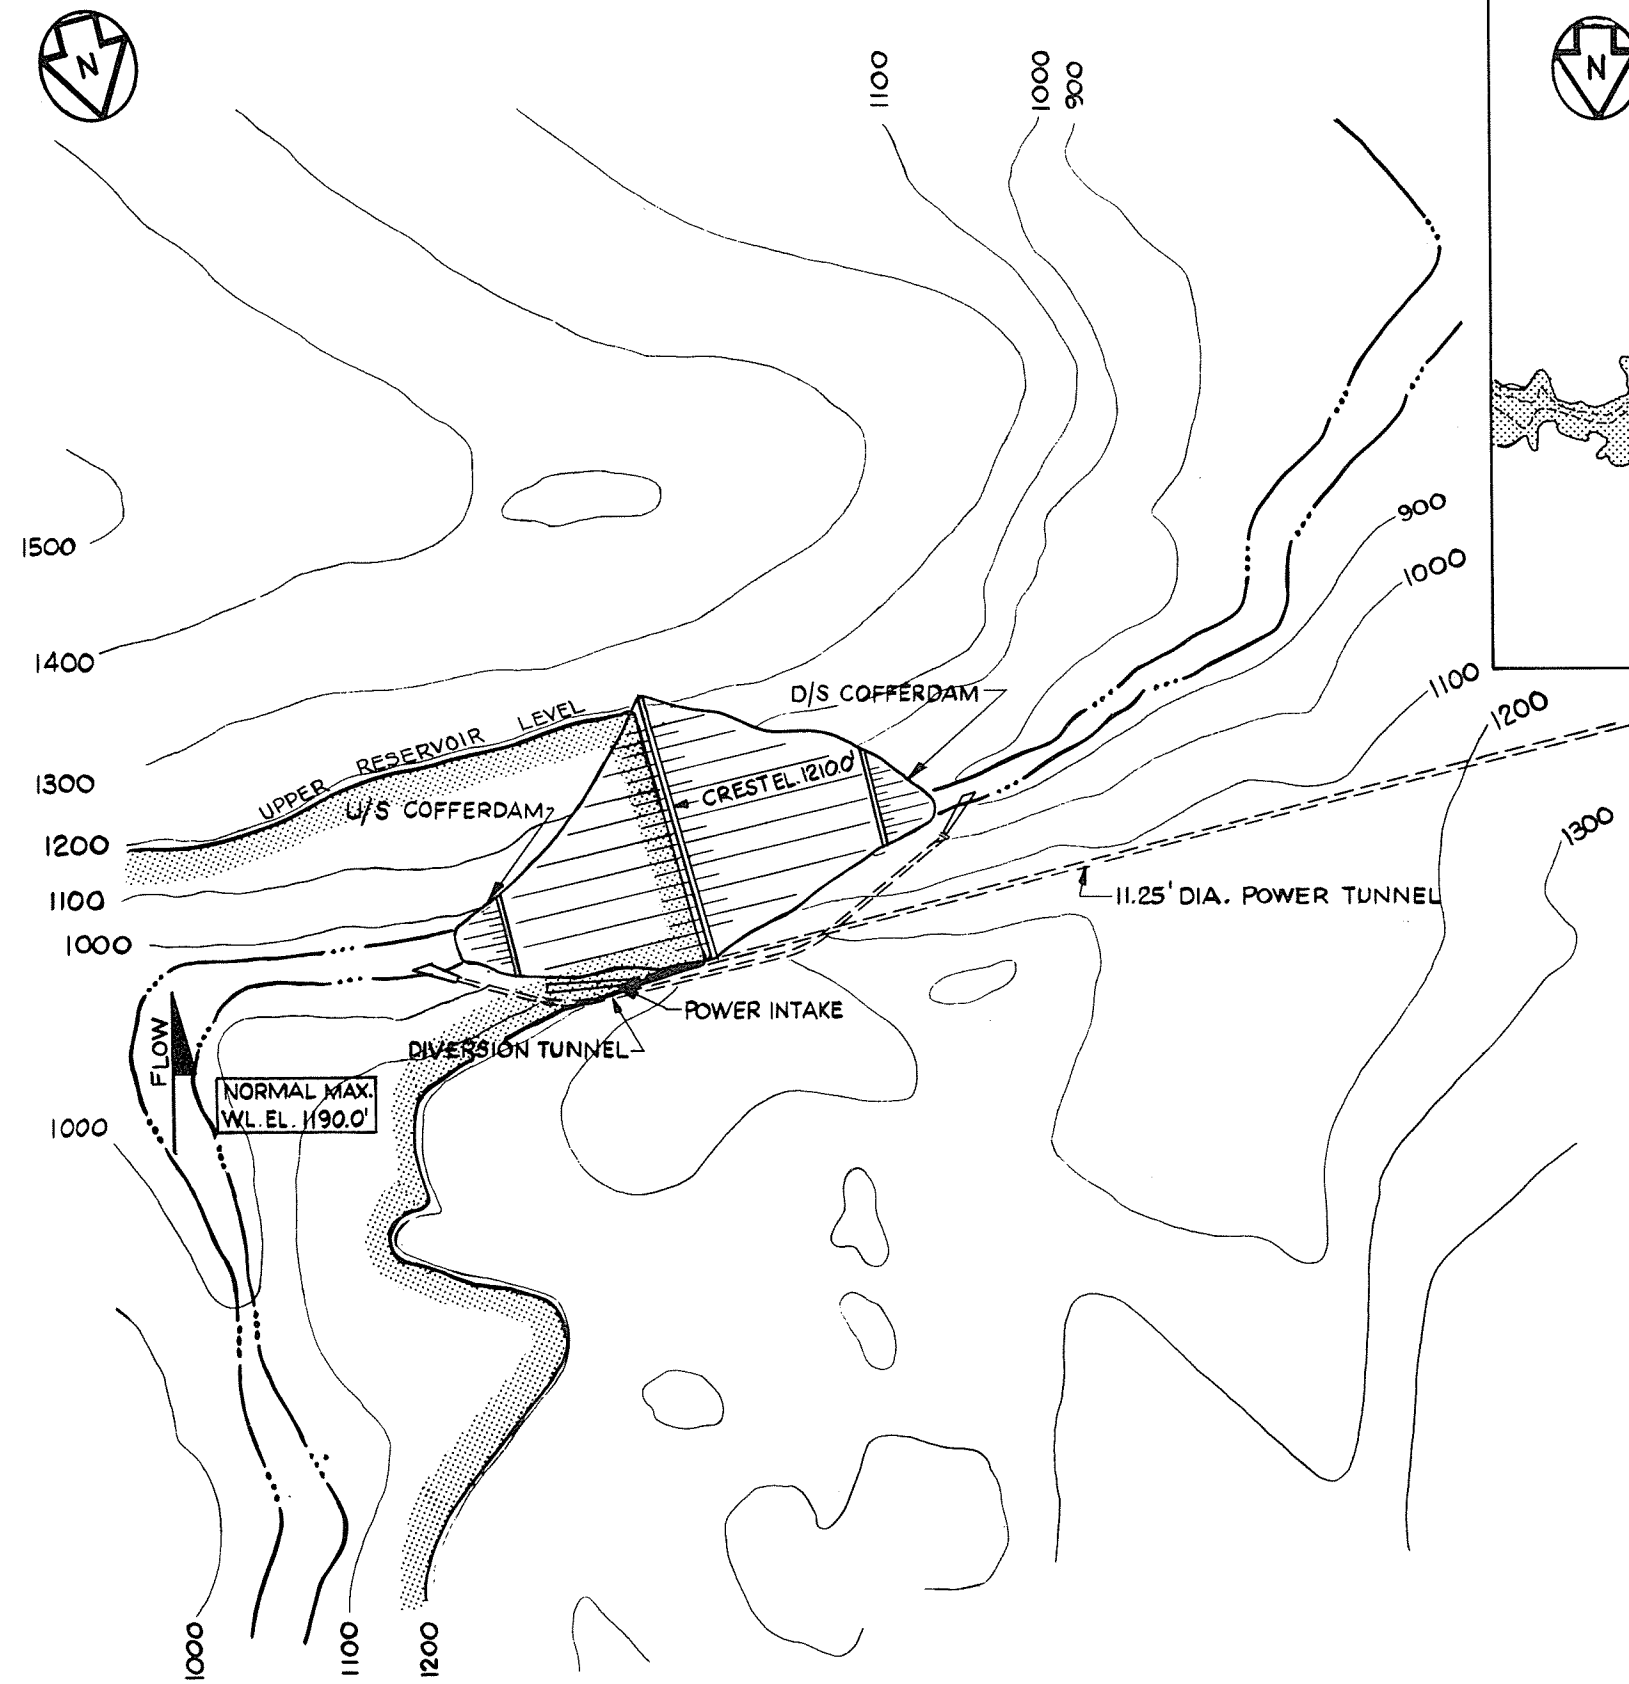 N
N
1100
1000
900
900
1000
1100
1200
1300
1500
1400
1300
1200
1100
1000
UPPER RESERVOIR LEVEL
D/S COFFERDAM
U/S COFFERDAM
CREST EL. 1210.0'
11.25' DIA. POWER TUNNEL
POWER INTAKE
DIVERSION TUNNEL
FLOW
NORMAL MAX.
WL. EL. 1190.0'
1000
1000
1100
1200